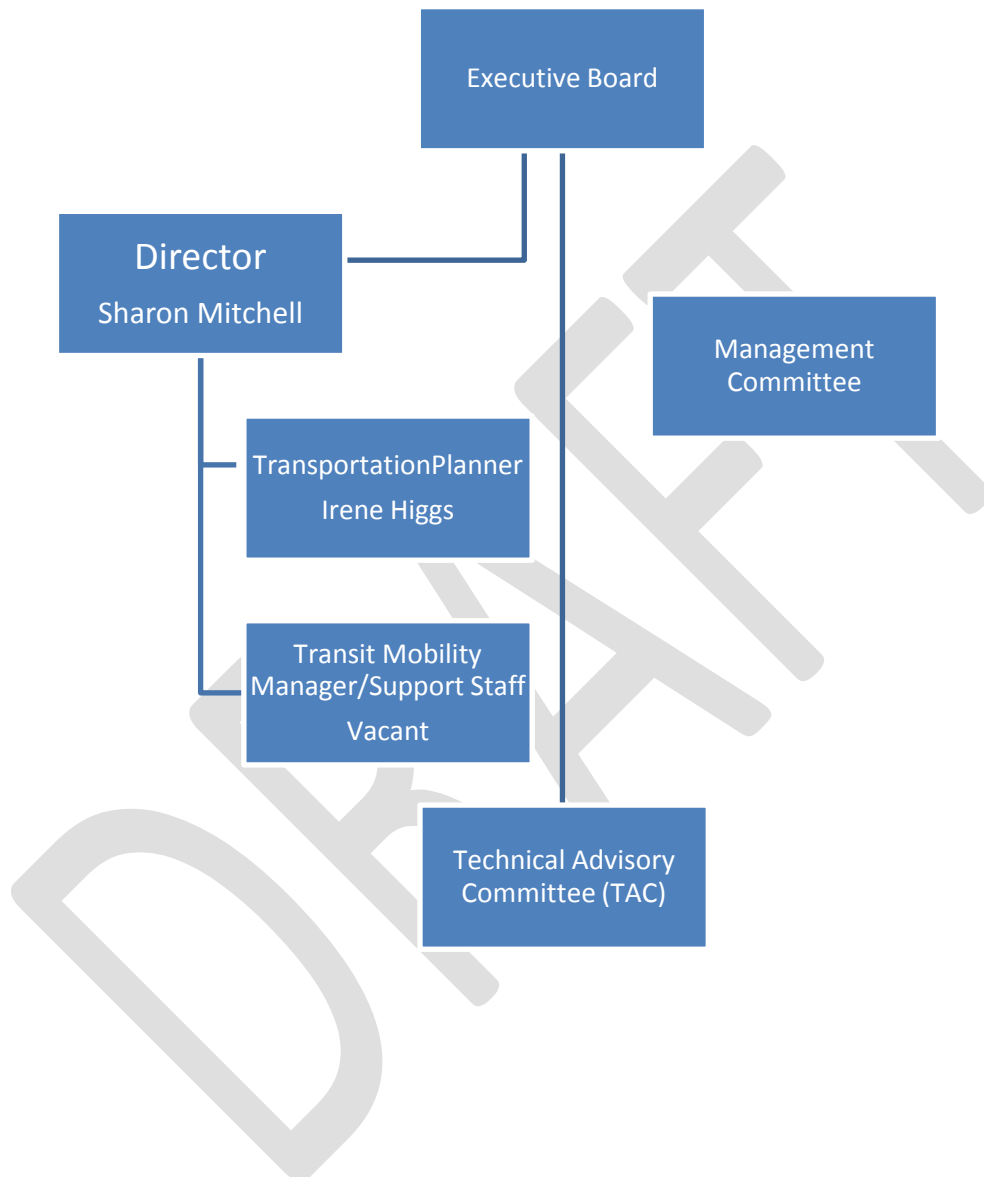 Executive Board
Director
Sharon Mitchell
Management
Committee
TransportationPlanner
Irene Higgs
Transit Mobility
Manager/Support Staff
Vacant
Technical Advisory
Committee (TAC)
DRAFT